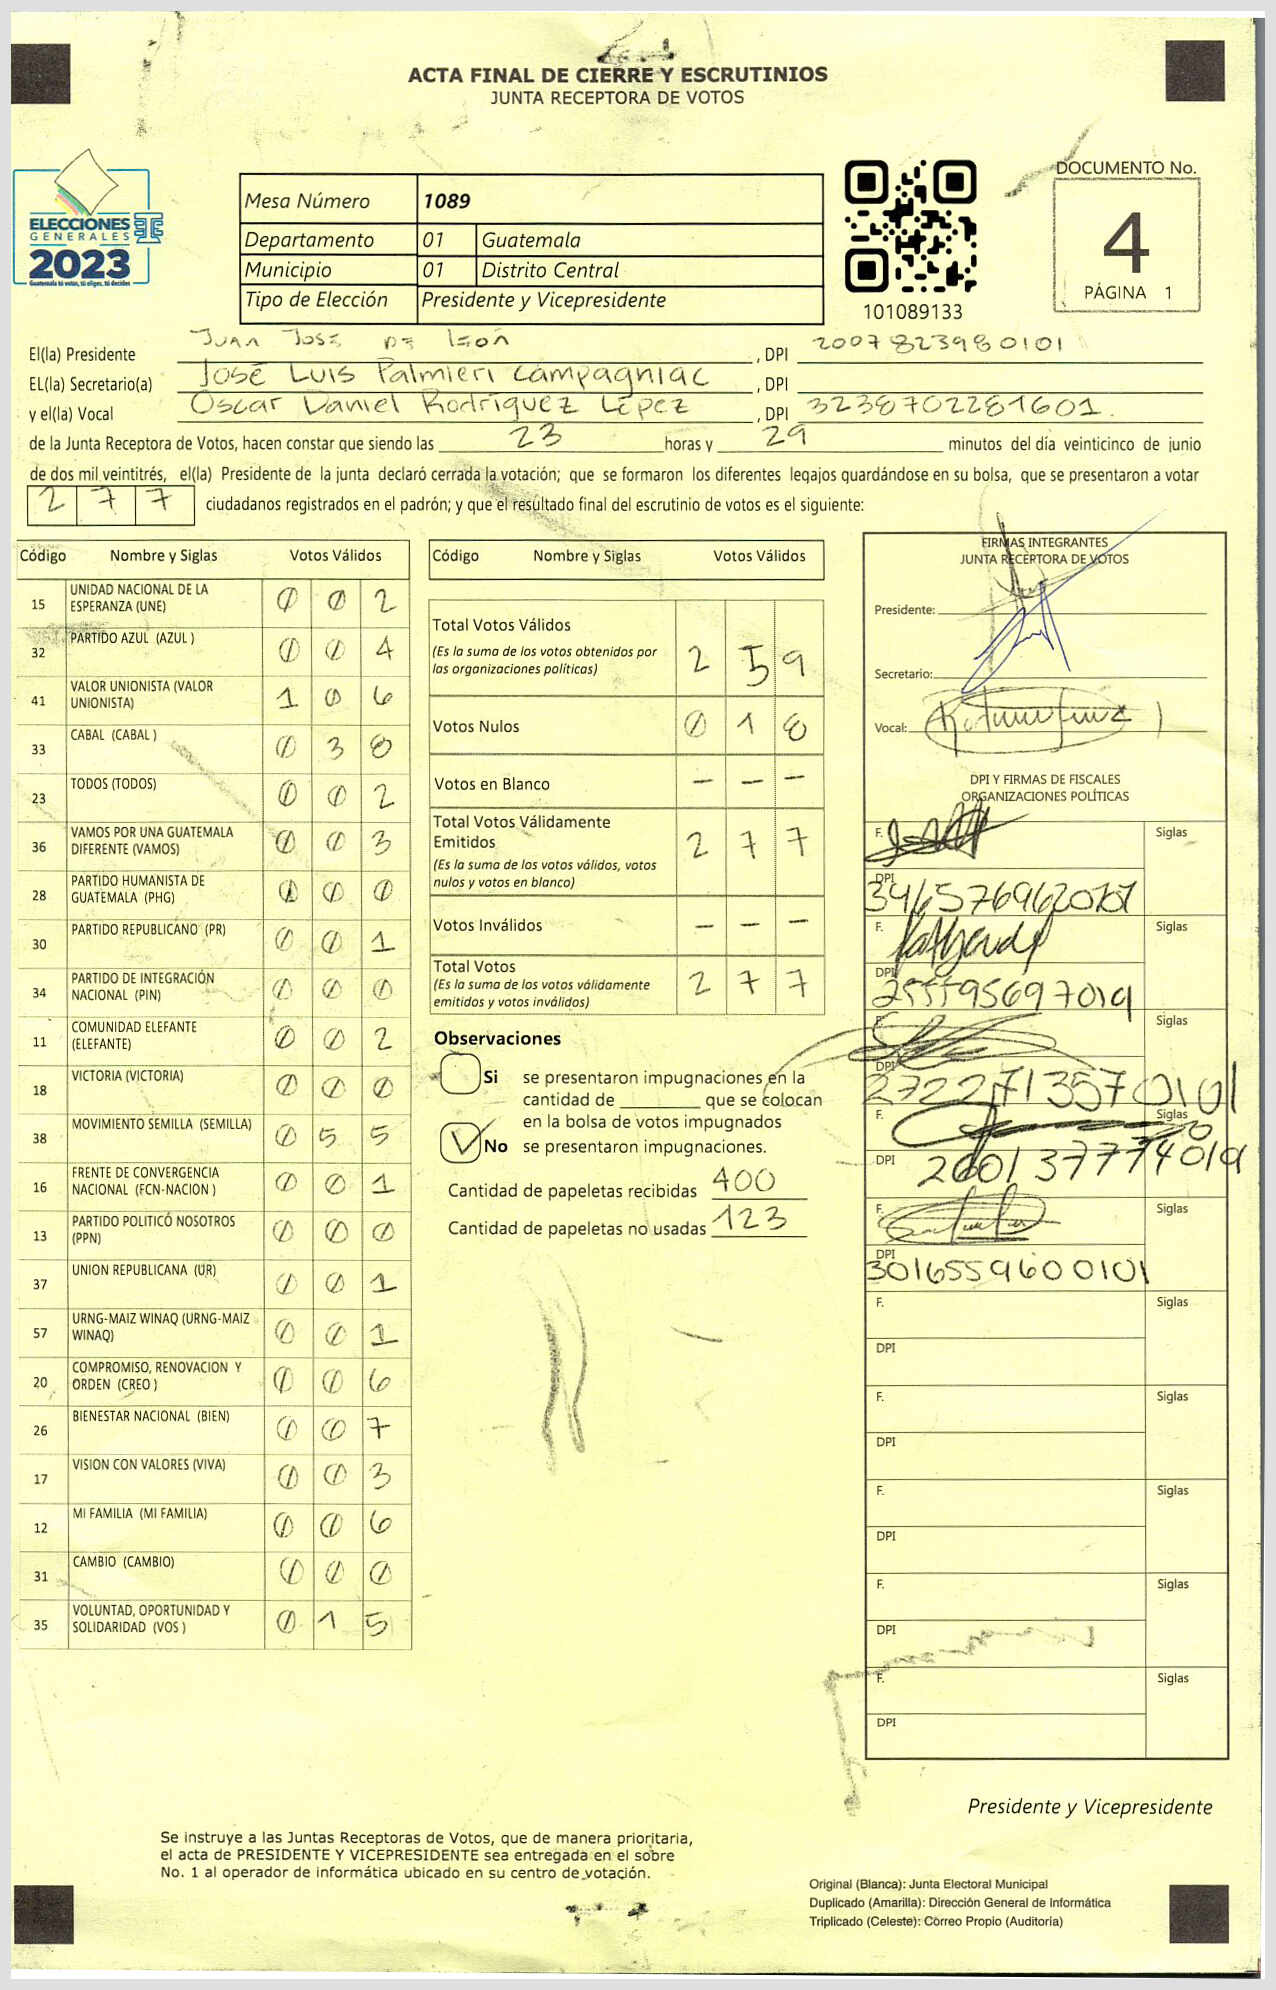 ACTA FINAL DE CIERRE Y ESCRUTINIOS
JUNTA RECEPTORA DE VOTOS
ELECCIONES
GENERALES
2023
Guatemala tú votas, tú eliges, tú decides
Mesa Número 1089
Departamento 01 Guatemala
Municipio 01 Distrito Central
Tipo de Elección Presidente y Vicepresidente
101089133
DOCUMENTO No.
4
PÁGINA 1
El(la) Presidente Juan José de León, DPI 2007823980101
EL(la) Secretario(a) José Luis Palmieri Campagniac, DPI
y el(la) Vocal Oscar Daniel Rodríguez López, DPI 3238702281601.
de la Junta Receptora de Votos, hacen constar que siendo las 23 horas y 29 minutos del día veinticinco de junio
de dos mil veintitrés, el(la) Presidente de la junta declaró cerrada la votación; que se formaron los diferentes legajos guardándose en su bolsa, que se presentaron a votar
277 ciudadanos registrados en el padrón; y que el resultado final del escrutinio de votos es el siguiente:
Código Nombre y Siglas Votos Válidos
15 UNIDAD NACIONAL DE LA ESPERANZA (UNE) 0 0 2
32 PARTIDO AZUL (AZUL ) 0 0 4
41 VALOR UNIONISTA (VALOR UNIONISTA) 1 0 6
33 CABAL (CABAL ) 0 3 8
23 TODOS (TODOS) 0 0 2
36 VAMOS POR UNA GUATEMALA DIFERENTE (VAMOS) 0 0 3
28 PARTIDO HUMANISTA DE GUATEMALA (PHG) 0 0 0
30 PARTIDO REPUBLICANO (PR) 0 0 1
34 PARTIDO DE INTEGRACIÓN NACIONAL (PIN) 0 0 0
11 COMUNIDAD ELEFANTE (ELEFANTE) 0 0 2
18 VICTORIA (VICTORIA) 0 0 0
38 MOVIMIENTO SEMILLA (SEMILLA) 0 5 5
16 FRENTE DE CONVERGENCIA NACIONAL (FCN-NACION ) 0 0 1
13 PARTIDO POLITICÓ NOSOTROS (PPN) 0 0 0
37 UNION REPUBLICANA (UR) 0 0 1
57 URNG-MAIZ WINAQ (URNG-MAIZ WINAQ) 0 0 1
20 COMPROMISO, RENOVACION Y ORDEN (CREO ) 0 0 6
26 BIENESTAR NACIONAL (BIEN) 0 0 7
17 VISION CON VALORES (VIVA) 0 0 3
12 MI FAMILIA (MI FAMILIA) 0 0 6
31 CAMBIO (CAMBIO) 0 0 0
35 VOLUNTAD, OPORTUNIDAD Y SOLIDARIDAD (VOS ) 0 1 5
Código Nombre y Siglas Votos Válidos
Total Votos Válidos 2 5 9
(Es la suma de los votos obtenidos por
las organizaciones políticas)
Votos Nulos 0 1 8
Votos en Blanco - - -
Total Votos Válidamente
Emitidos 2 7 7
(Es la suma de los votos válidos, votos
nulos y votos en blanco)
Votos Inválidos - - -
Total Votos 2 7 7
(Es la suma de los votos válidamente
emitidos y votos inválidos)
Observaciones
Si se presentaron impugnaciones en la
cantidad de ________ que se colocan
en la bolsa de votos impugnados
No se presentaron impugnaciones.
Cantidad de papeletas recibidas 400
Cantidad de papeletas no usadas 123
FIRMAS INTEGRANTES
JUNTA RECEPTORA DE VOTOS
Presidente:
Secretario:
Vocal:
DPI Y FIRMAS DE FISCALES
ORGANIZACIONES POLÍTICAS
F. Siglas
DPI
F. Siglas
DPI
F. Siglas
DPI 2722713570101
F. Siglas
DPI
F. Siglas
DPI 3016559600101
F. Siglas
DPI
F. Siglas
DPI
F. Siglas
DPI
F. Siglas
DPI
F. Siglas
DPI
Presidente y Vicepresidente
Se instruye a las Juntas Receptoras de Votos, que de manera prioritaria,
el acta de PRESIDENTE Y VICEPRESIDENTE sea entregada en el sobre
No. 1 al operador de informática ubicado en su centro de votación.
Original (Blanca): Junta Electoral Municipal
Duplicado (Amarilla): Dirección General de Informática
Triplicado (Celeste): Correo Propio (Auditoría)